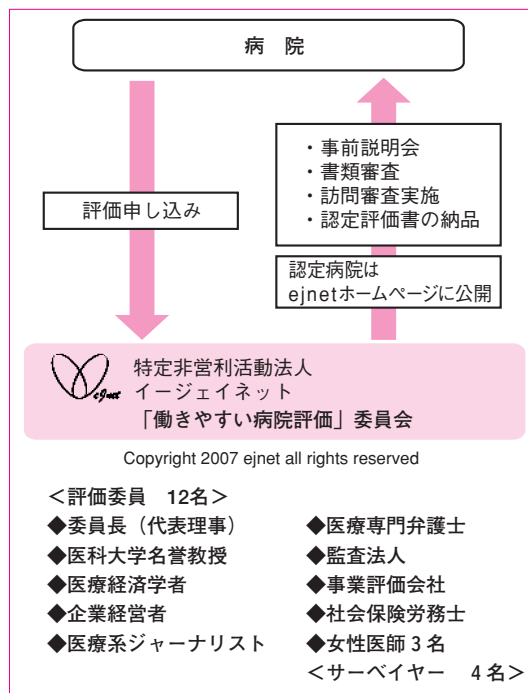 病 院
評価申し込み
・事前説明会
・書類審査
・訪問審査実施
・認定評価書の納品
認定病院は
ejnetホームページに公開
ejnet
特定非営利活動法人
イージェイネット
「働きやすい病院評価」委員会
Copyright 2007 ejnet all rights reserved
＜評価委員 12名＞
◆委員長（代表理事）
◆医科大学名誉教授
◆医療経済学者
◆企業経営者
◆医療系ジャーナリスト
◆医療専門弁護士
◆監査法人
◆事業評価会社
◆社会保険労務士
◆女性医師３名
＜サーベイヤー ４名＞